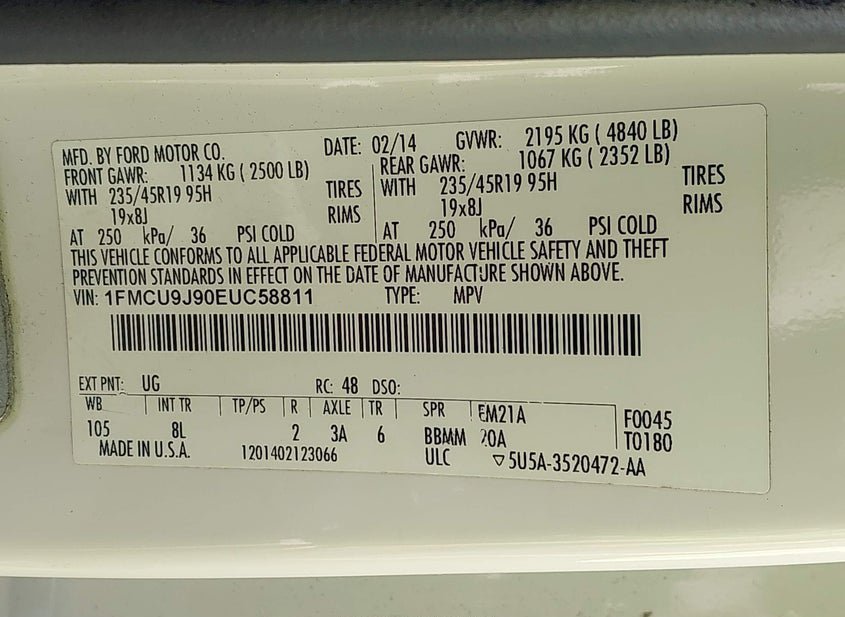 MFD. BY FORD MOTOR CO. DATE: 02/14 GVWR: 2195 KG ( 4840 LB)
FRONT GAWR: 1134 KG ( 2500 LB) REAR GAWR: 1067 KG ( 2352 LB)
WITH 235/45R19 95H TIRES WITH 235/45R19 95H TIRES
19x8J RIMS 19x8J RIMS
AT 250 kPa/ 36 PSI COLD AT 250 kPa/ 36 PSI COLD
THIS VEHICLE CONFORMS TO ALL APPLICABLE FEDERAL MOTOR VEHICLE SAFETY AND THEFT
PREVENTION STANDARDS IN EFFECT ON THE DATE OF MANUFACTURE SHOWN ABOVE.
VIN: 1FMCU9J90EUC58811 TYPE: MPV
EXT PNT: UG RC: 48 DSO:
WB INT TR TP/PS R AXLE TR SPR EM21A F0045
105 8L 2 3A 6 BBMM 20A T0180
MADE IN U.S.A. 1201402123066 ULC ▽5U5A-3520472-AA